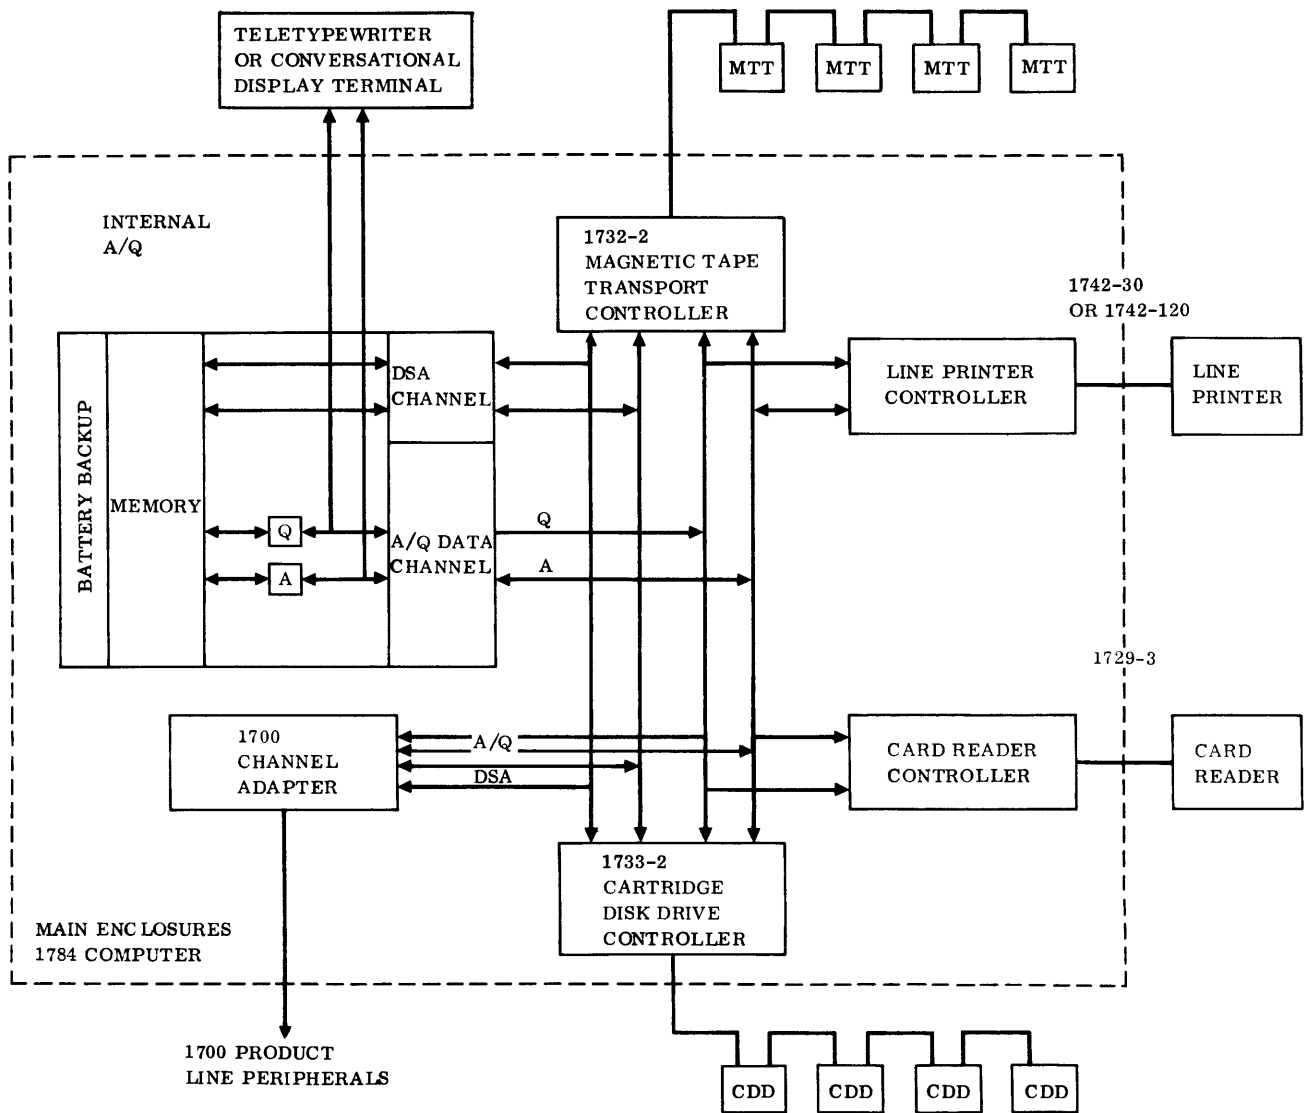 TELETYPEWRITER
OR CONVERSATIONAL
DISPLAY TERMINAL
MTT
MTT
MTT
MTT
INTERNAL
A/Q
1732-2
MAGNETIC TAPE
TRANSPORT
CONTROLLER
1742-30
OR 1742-120
BATTERY BACKUP
MEMORY
DSA
CHANNEL
LINE PRINTER
CONTROLLER
LINE
PRINTER
Q
A
A/Q DATA
CHANNEL
Q
A
1729-3
1700
CHANNEL
ADAPTER
A/Q
DSA
CARD READER
CONTROLLER
CARD
READER
1733-2
CARTRIDGE
DISK DRIVE
CONTROLLER
MAIN ENCLOSURES
1784 COMPUTER
1700 PRODUCT
LINE PERIPHERALS
CDD
CDD
CDD
CDD